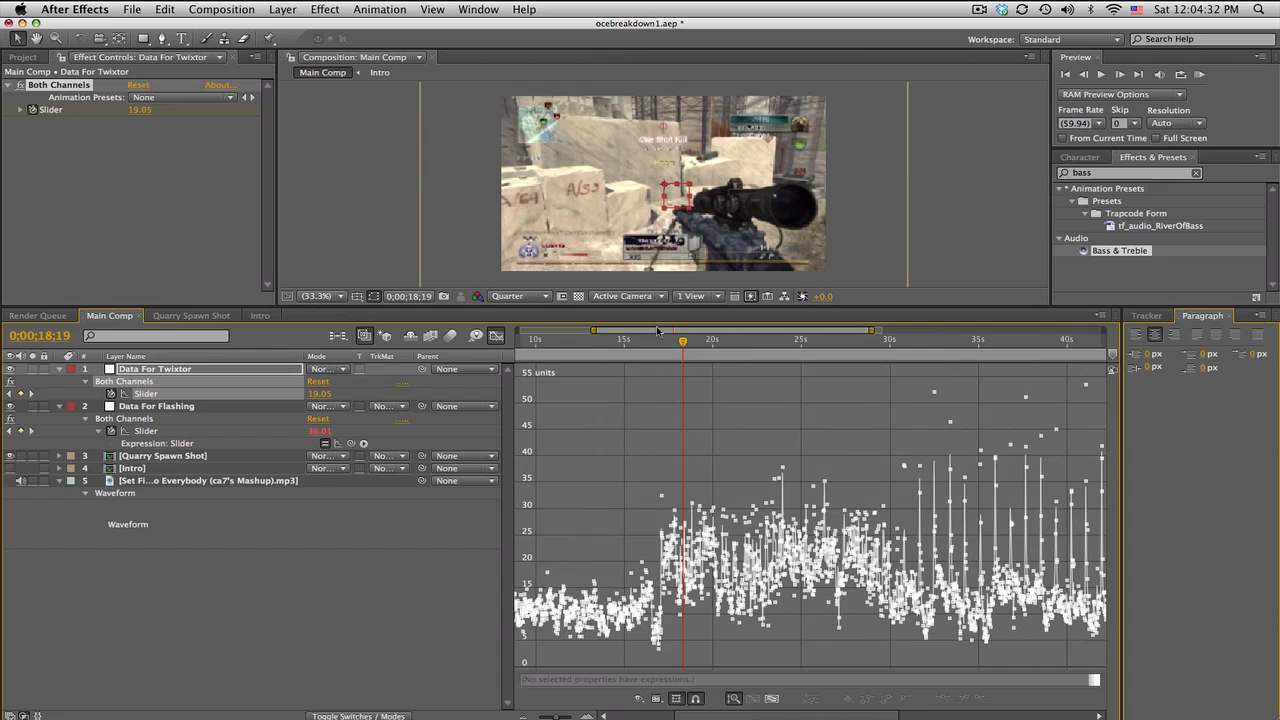 After Effects File Edit Composition Layer Effect Animation View Window Help Sat 12:04:32
ocebreakdown1.aep *
Workspace: Standard Search Help
Project Effect Controls: Data For Twixtor
Main Comp • Data For Twixtor
Both Channels Reset About...
Animation Presets: None
Slider 19.05
Composition: Main Comp
Main Comp Intro
One Shot Kill
A/53
(33.3%) 0;00;18;19 Quarter Active Camera 1 View +0.0
Preview
RAM Preview Options
Frame Rate Skip Resolution
(59.94) 0 Auto
From Current Time Full Screen
Character Effects & Presets
bass
* Animation Presets
Presets
Trapcode Form
tf_audio_RiverOfBass
Audio
Bass & Treble
Render Queue Main Comp Quarry Spawn Shot Intro
0;00;18;19
# Layer Name Mode T TrkMat Parent
1 Data For Twixtor Nor... None
Both Channels Reset
Slider 19.05
2 Data For Flashing Nor... No... None
Both Channels Reset
Slider 36.01
Expression: Slider
3 [Quarry Spawn Shot] Nor... No... None
4 [Intro] Nor... No... None
5 [Set Fi...o Everybody (ca7's Mashup).mp3] None
Waveform
Waveform
Toggle Switches / Modes
10s 15s 20s 25s 30s 35s 40s
55 units
50
45
40
35
30
25
20
15
10
5
0
(No selected properties have expressions.)
Tracker Paragraph
0 px 0 px 0 px
0 px 0 px